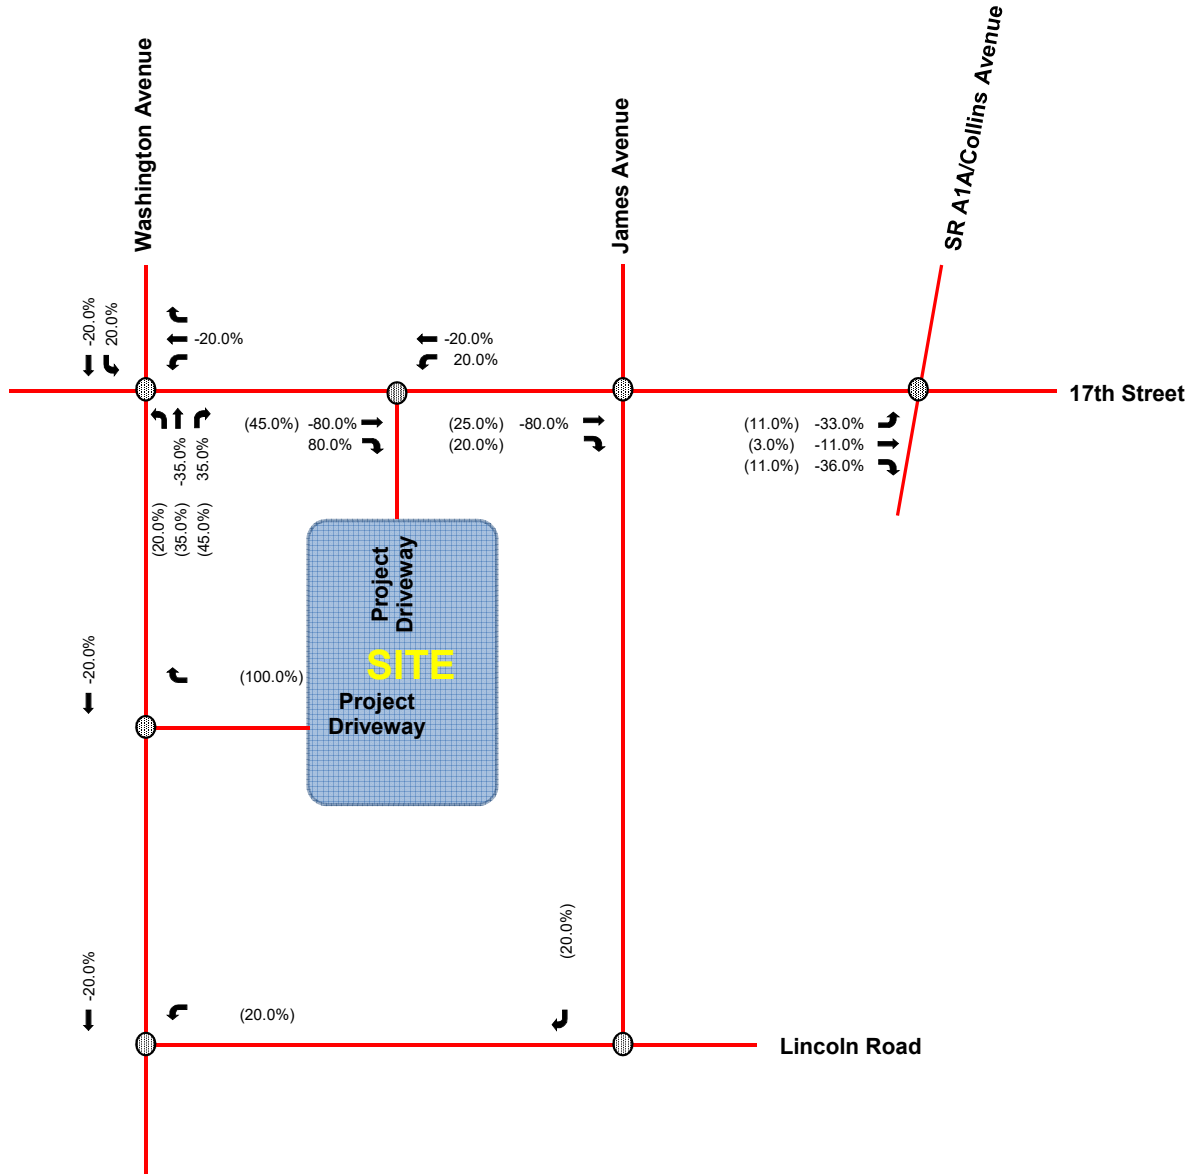 Washington Avenue
James Avenue
SR A1A/Collins Avenue
-20.0%
20.0%
-20.0%
-20.0%
20.0%
17th Street
(45.0%) -80.0%
80.0%
(25.0%) -80.0%
(20.0%)
(11.0%) -33.0%
(3.0%) -11.0%
(11.0%) -36.0%
(20.0%)
(35.0%) -35.0%
(45.0%) 35.0%
Project
Driveway
SITE
Project
Driveway
-20.0%
(100.0%)
(20.0%)
-20.0%
(20.0%)
Lincoln Road